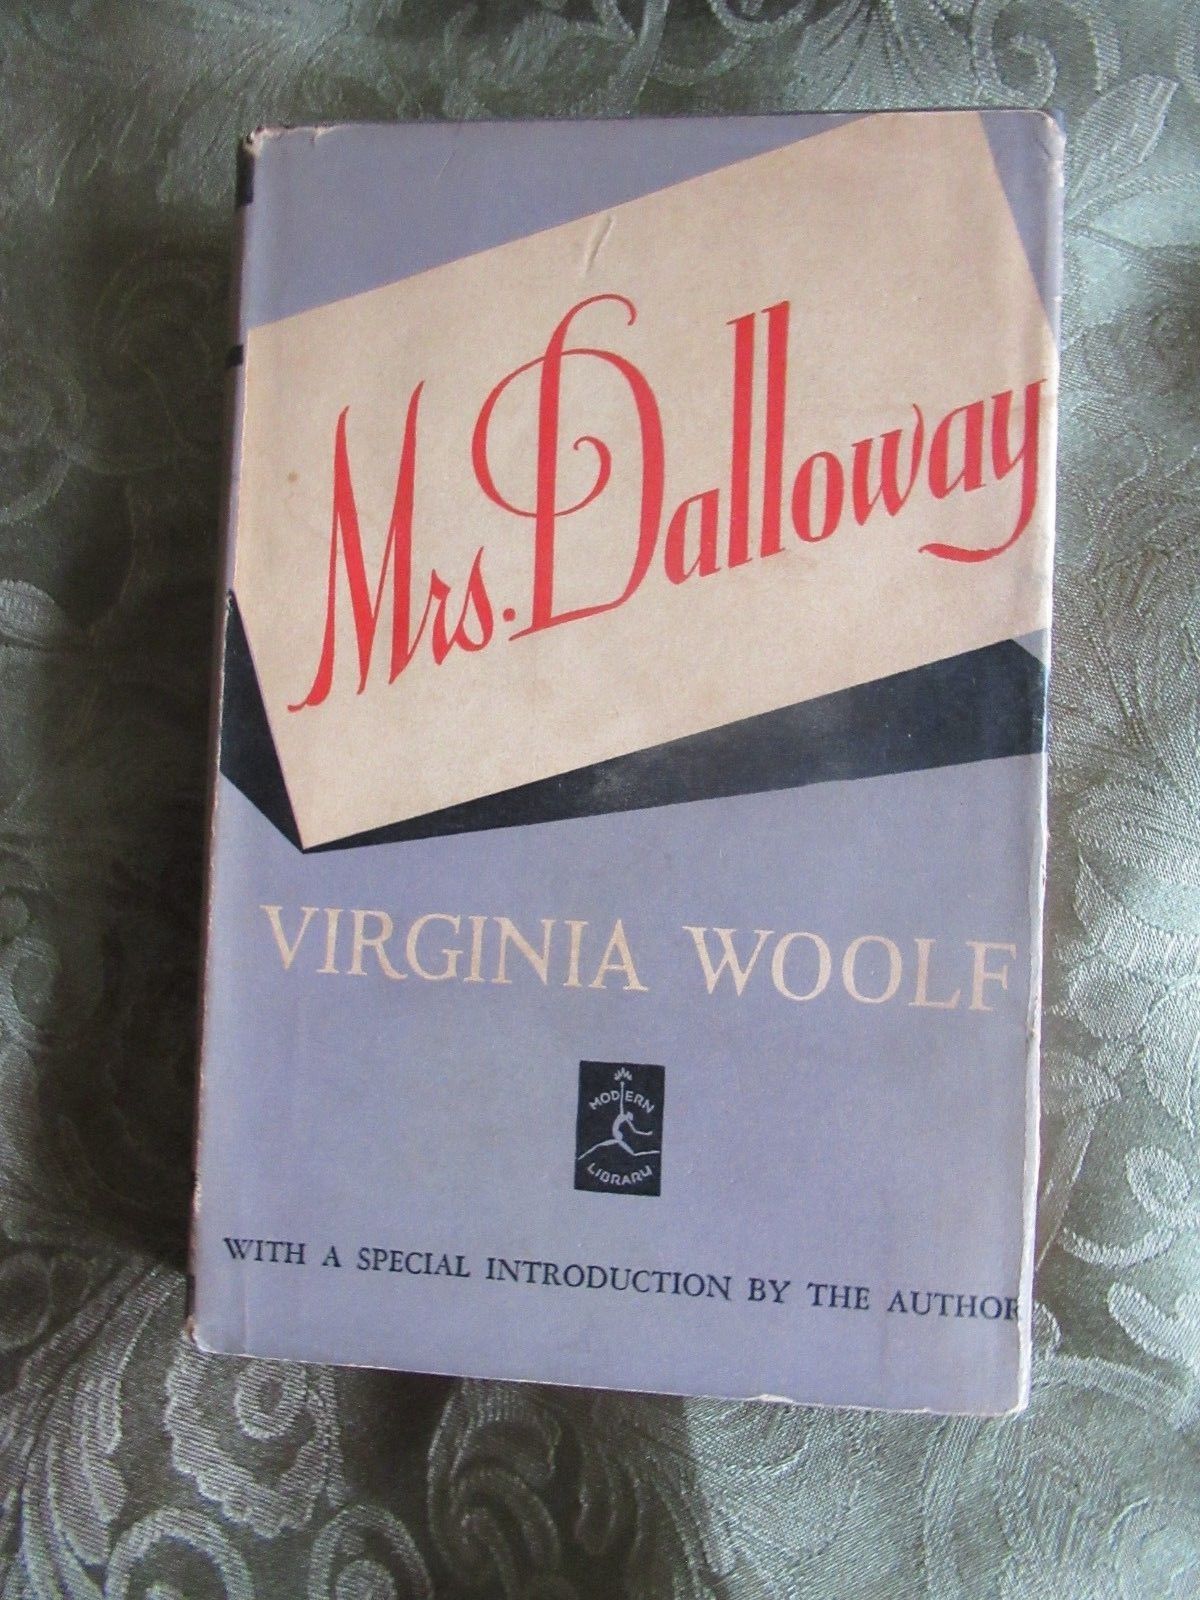 Mrs. Dalloway
VIRGINIA WOOLF
MODERN
LIBRARY
WITH A SPECIAL INTRODUCTION BY THE AUTHOR